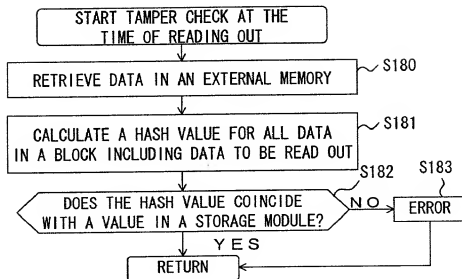 START TAMPER CHECK AT THE
TIME OF READING OUT
S180
RETRIEVE DATA IN AN EXTERNAL MEMORY
S181
CALCULATE A HASH VALUE FOR ALL DATA
IN A BLOCK INCLUDING DATA TO BE READ OUT
S182
S183
DOES THE HASH VALUE COINCIDE
WITH A VALUE IN A STORAGE MODULE?
NO
ERROR
YES
RETURN